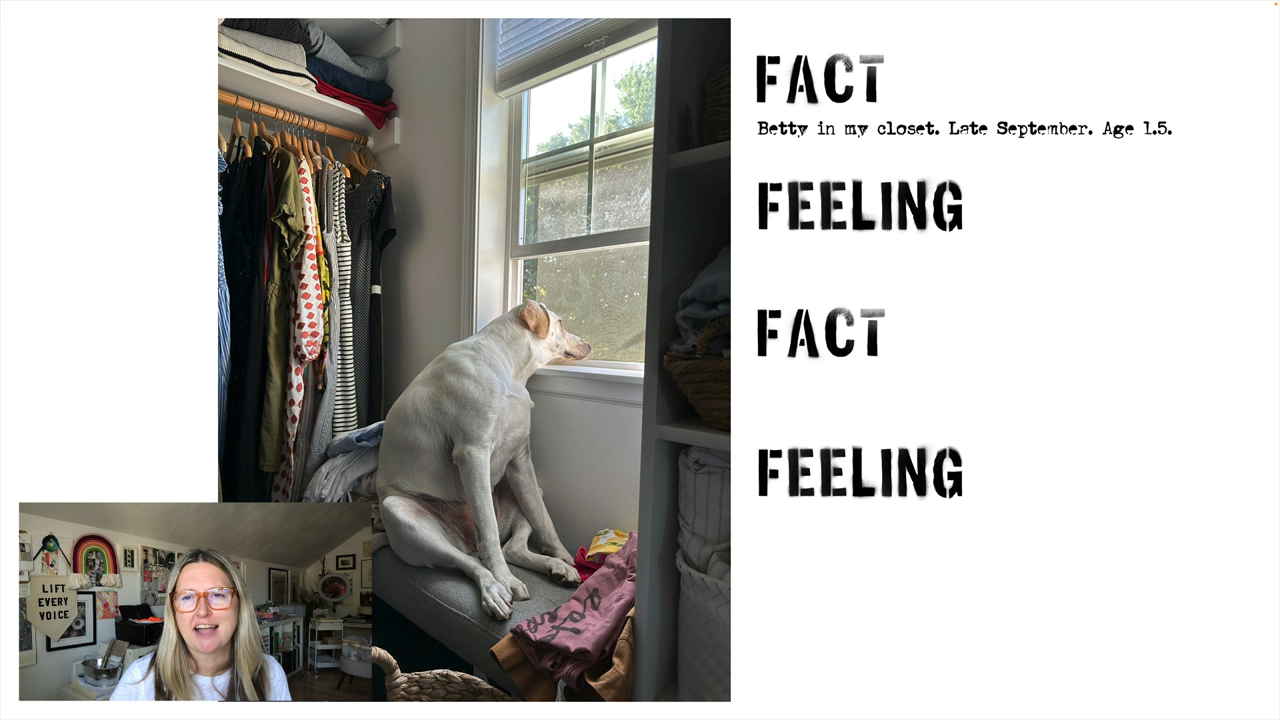 FACT
Betty in my closet. Late September. Age 1.5.
FEELING
FACT
FEELING
LIFT
EVERY
VOICE